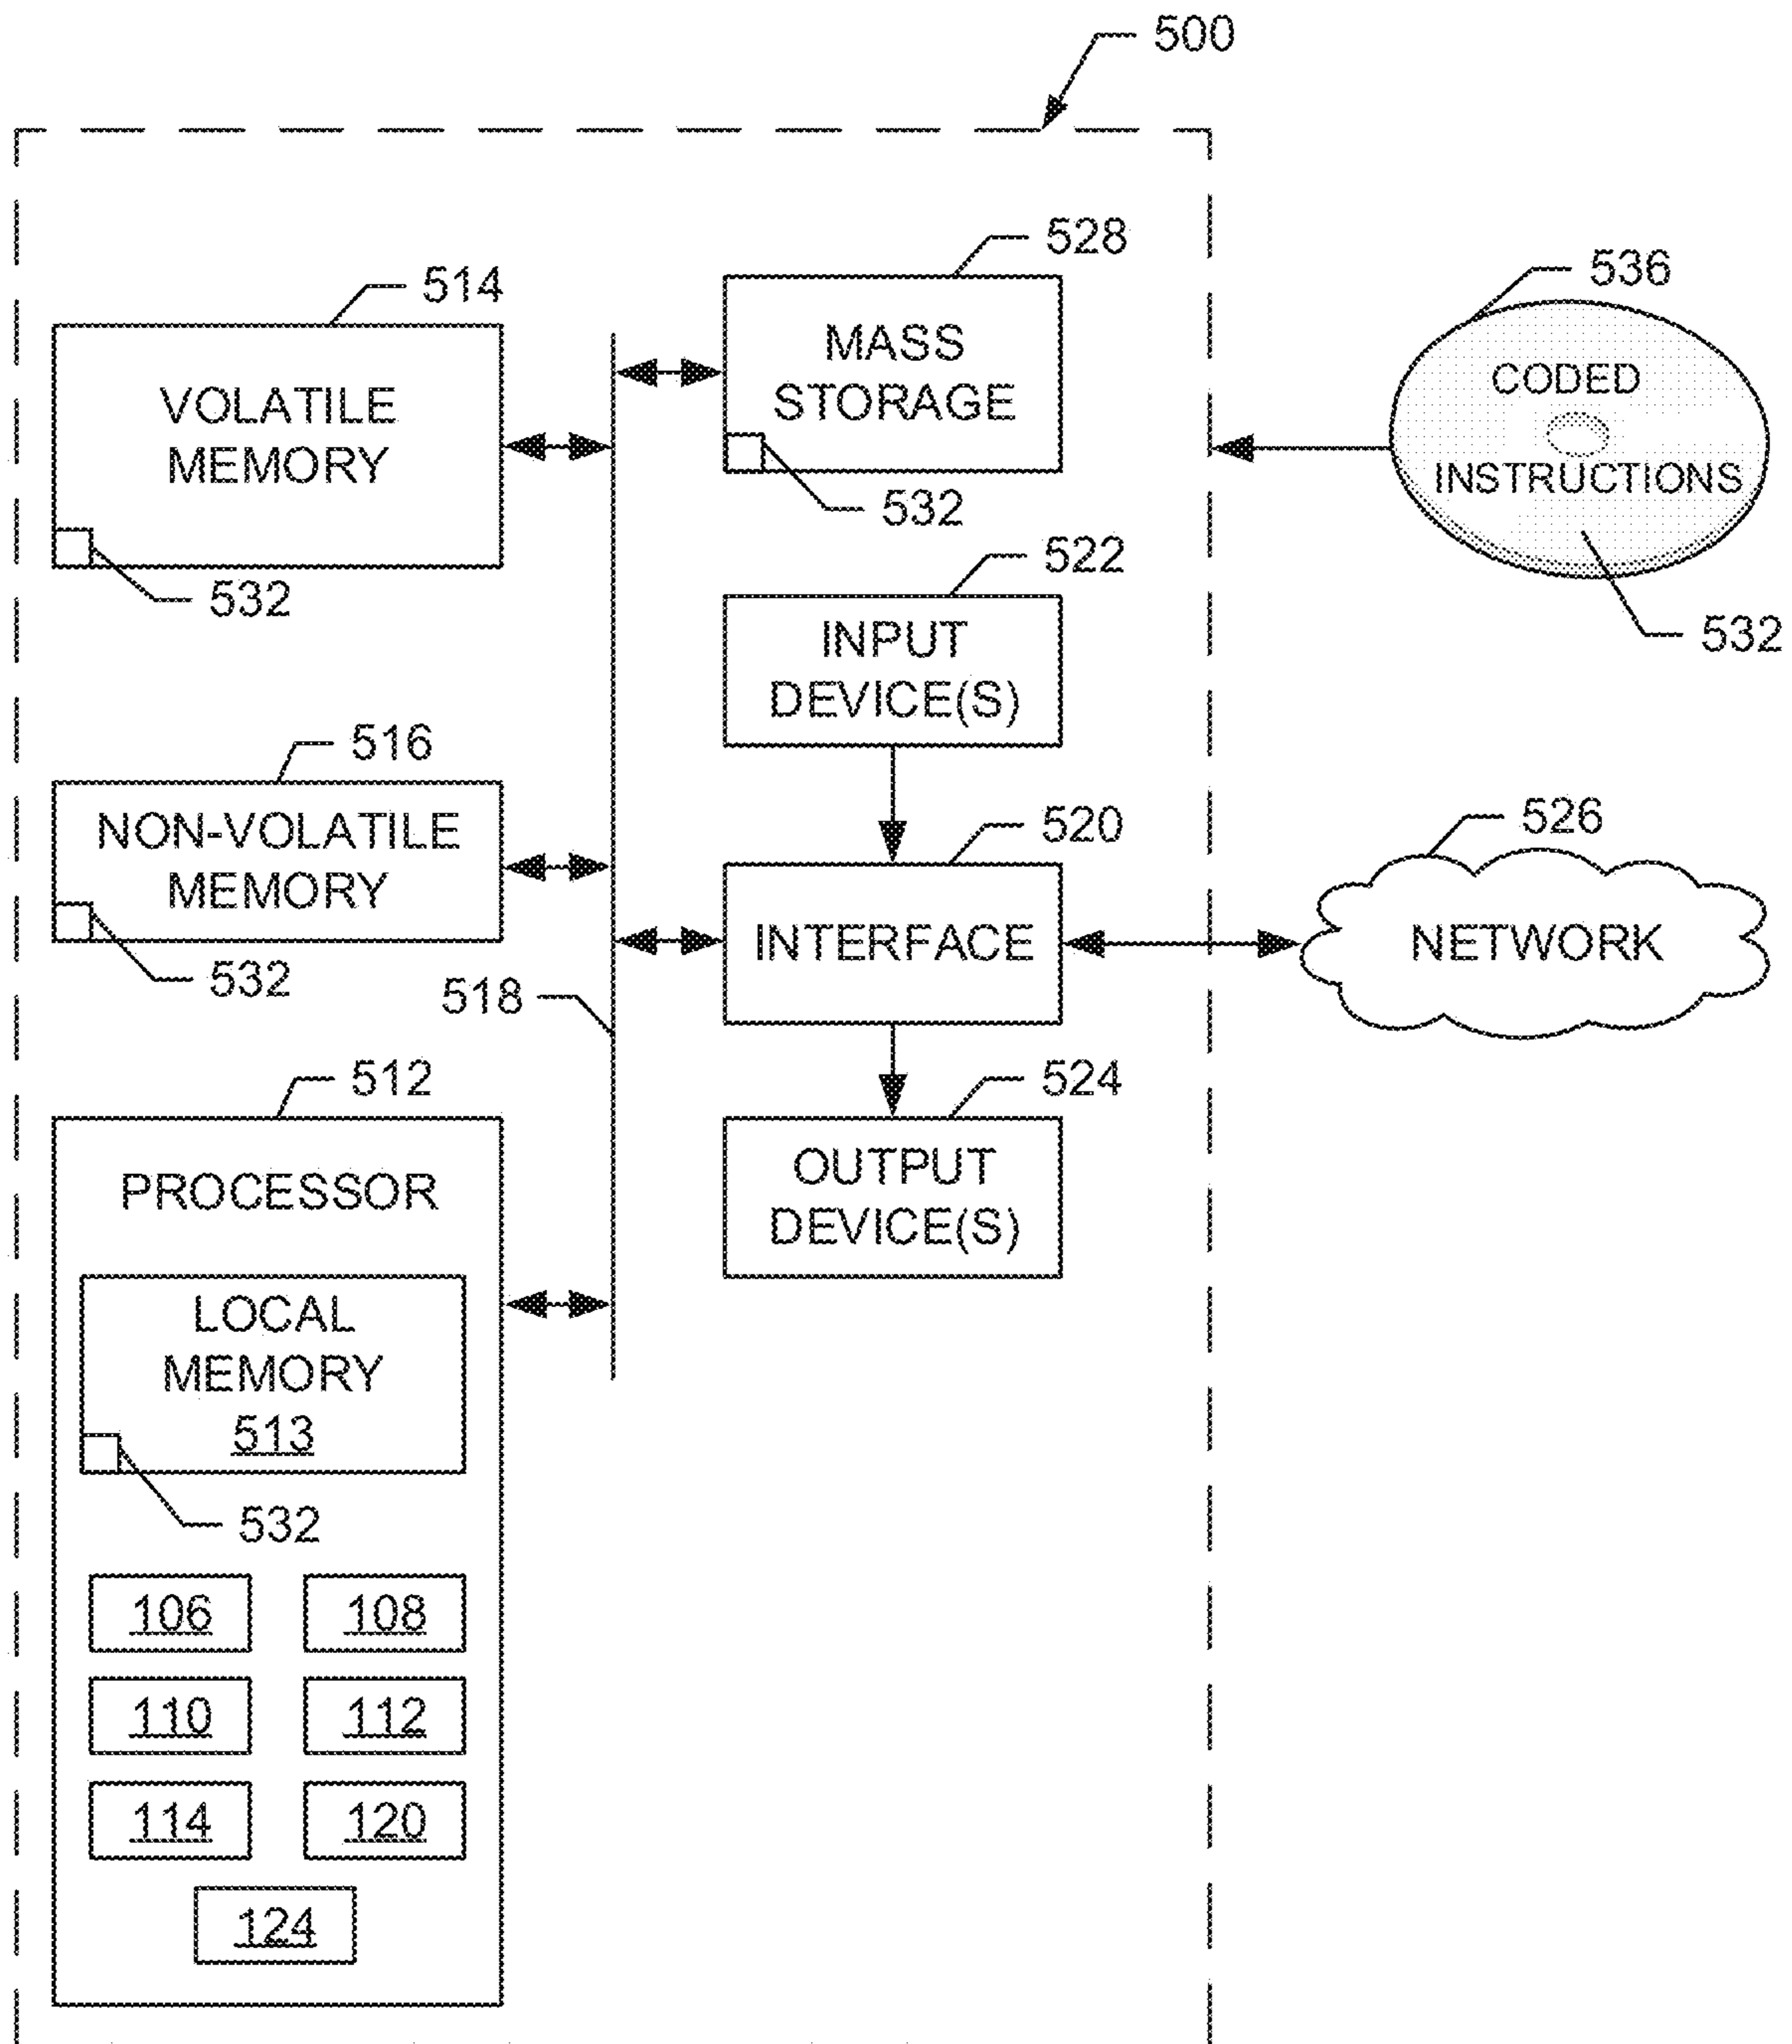 500
528
514
536
MASS
STORAGE
VOLATILE
MEMORY
CODED
INSTRUCTIONS
532
532
532
522
INPUT
DEVICE(S)
516
NON-VOLATILE
MEMORY
532
520
526
INTERFACE
NETWORK
518
512
524
PROCESSOR
OUTPUT
DEVICE(S)
LOCAL
MEMORY
513
532
106 108
110 112
114 120
124